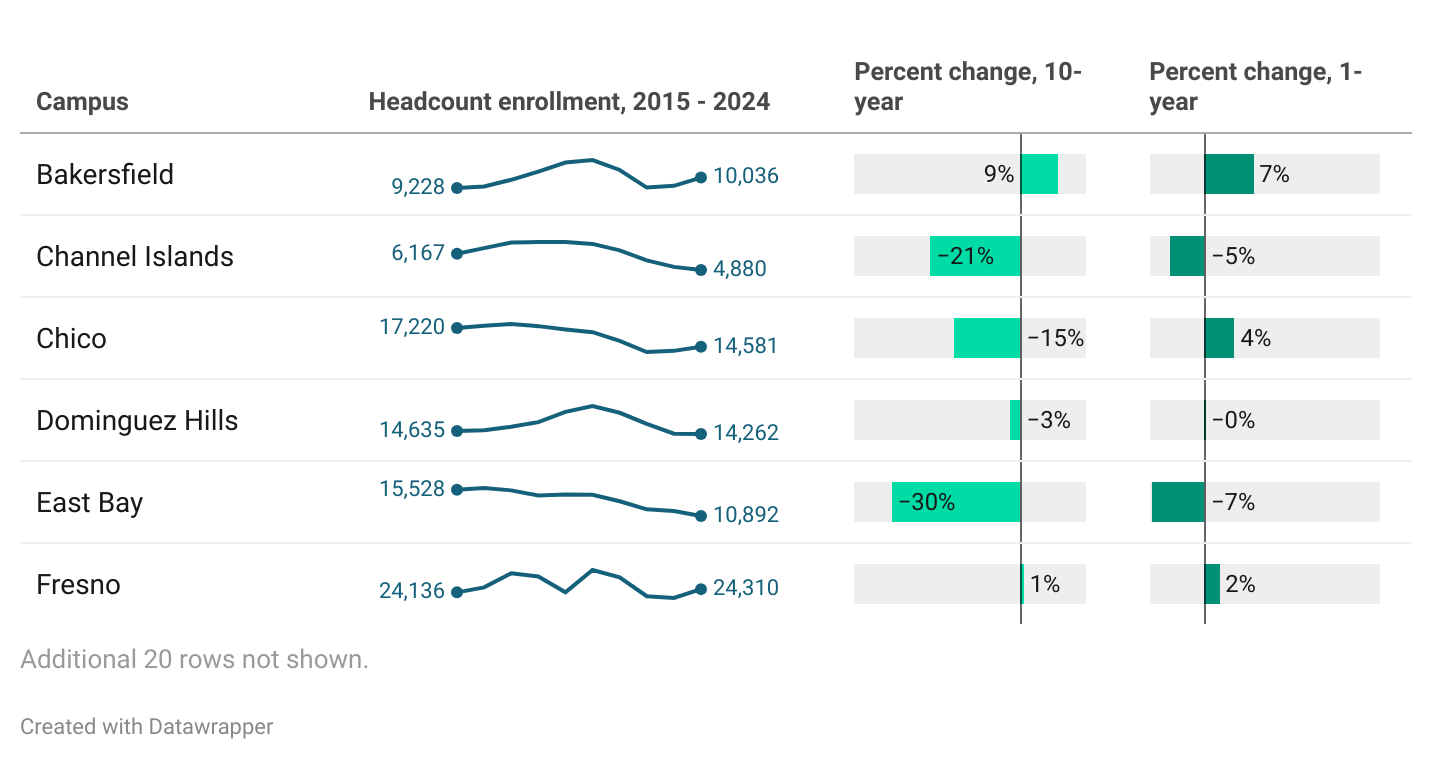 Percent change, 10-
Percent change, 1-
Campus Headcount enrollment, 2015 - 2024 year year
Bakersfield 9,228 10,036 9% 7%
Channel Islands 6,167 4,880 −21% −5%
Chico 17,220 14,581 −15% 4%
Dominguez Hills 14,635 14,262 −3% −0%
East Bay 15,528 10,892 −30% −7%
Fresno 24,136 24,310 1% 2%
Additional 20 rows not shown.
Created with Datawrapper